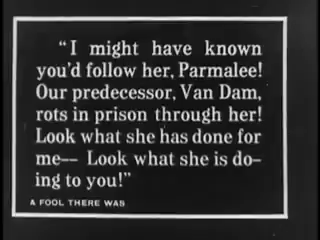 "I might have known
you'd follow her, Parmalee!
Our predecessor, Van Dam,
rots in prison through her!
Look what she has done for
me-- Look what she is do-
ing to you!"
A FOOL THERE WAS